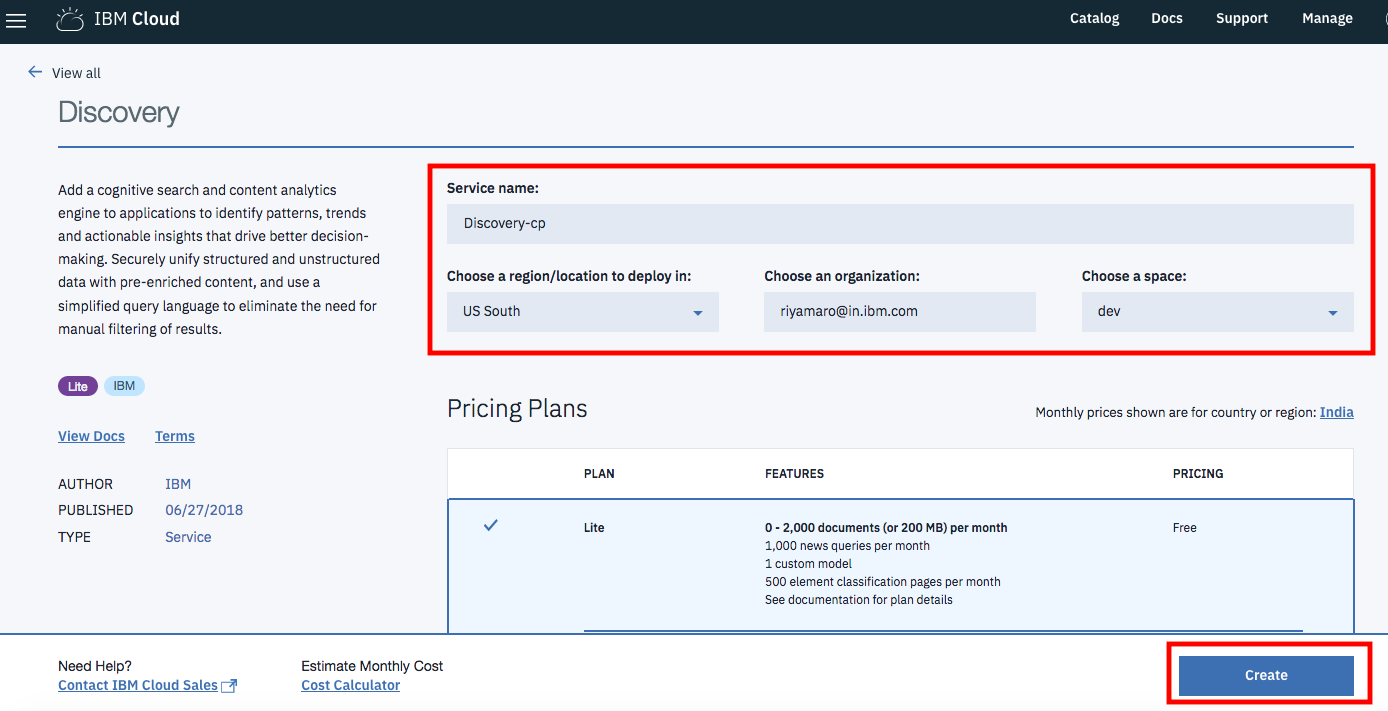 IBM Cloud
Catalog Docs Support Manage
View all
Discovery
Add a cognitive search and content analytics
engine to applications to identify patterns, trends
and actionable insights that drive better decision-
making. Securely unify structured and unstructured
data with pre-enriched content, and use a
simplified query language to eliminate the need for
manual filtering of results.
Lite IBM
View Docs Terms
AUTHOR IBM
PUBLISHED 06/27/2018
TYPE Service
Service name:
Discovery-cp
Choose a region/location to deploy in: Choose an organization: Choose a space:
US South riyamaro@in.ibm.com dev
Pricing Plans
Monthly prices shown are for country or region: India
PLAN FEATURES PRICING
Lite 0 - 2,000 documents (or 200 MB) per month Free
1,000 news queries per month
1 custom model
500 element classification pages per month
See documentation for plan details
Need Help? Estimate Monthly Cost
Contact IBM Cloud Sales Cost Calculator
Create